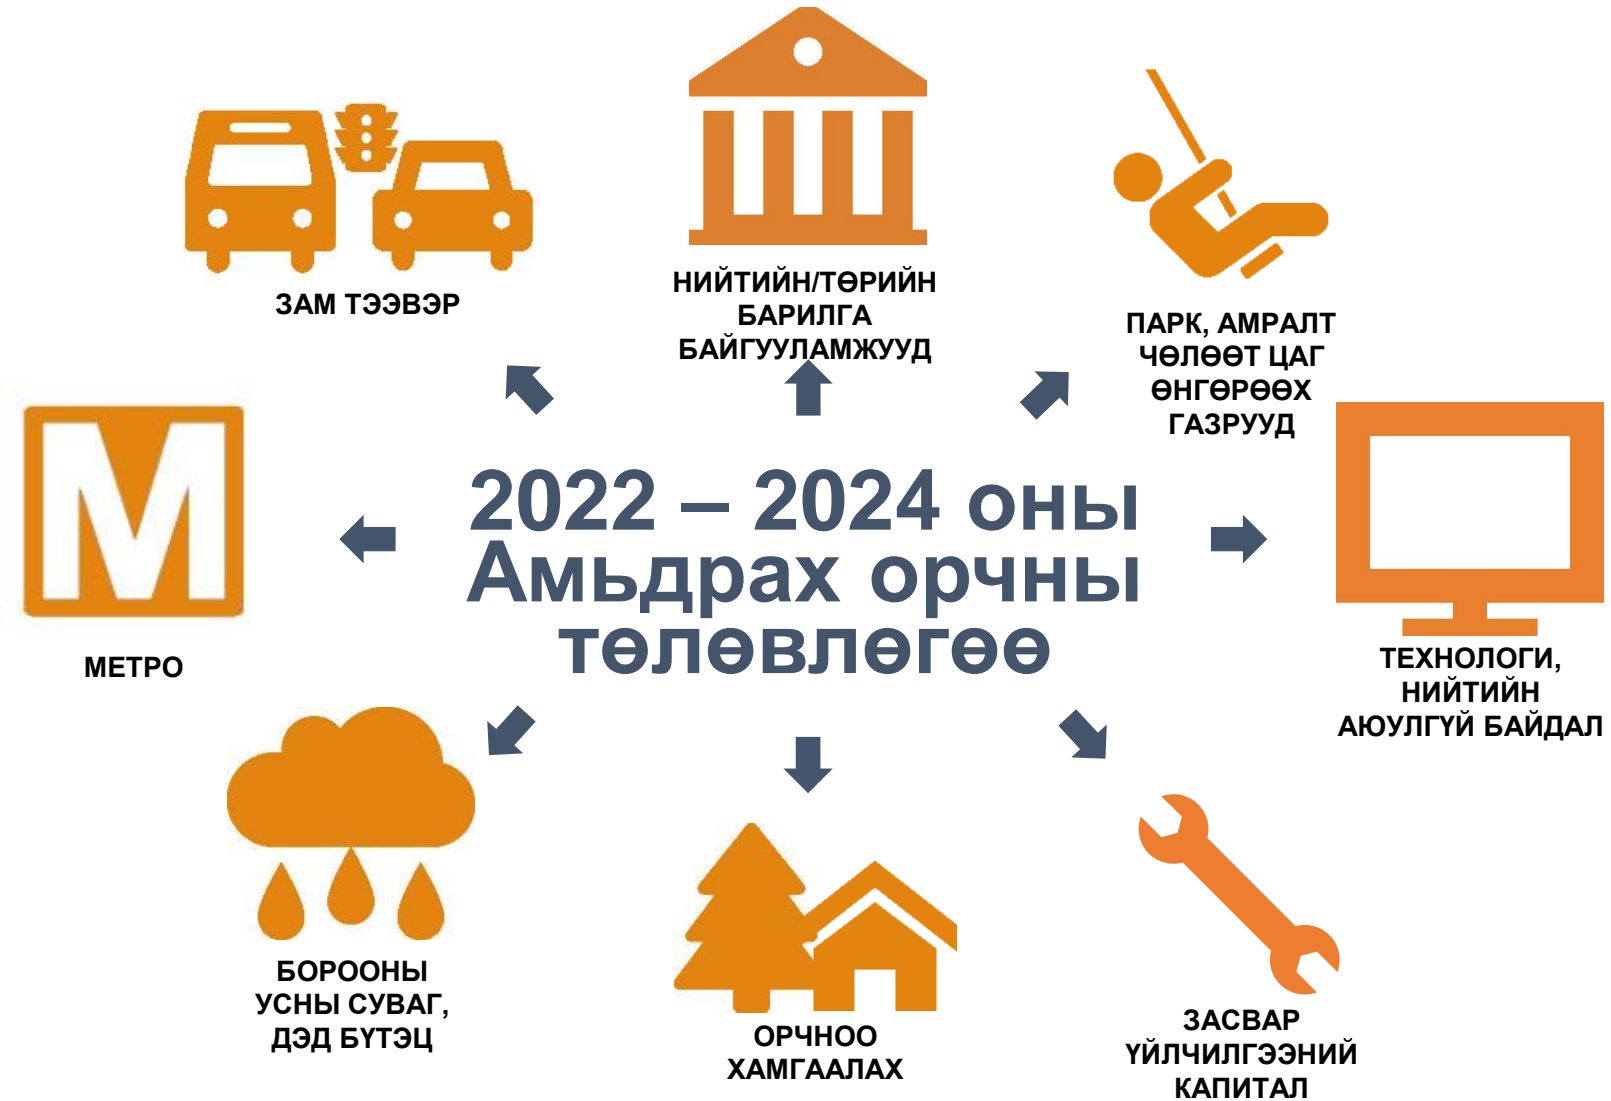 ЗАМ ТЭЭВЭР
НИЙТИЙН/ТӨРИЙН
БАРИЛГА
БАЙГУУЛАМЖУУД
ПАРК, АМРАЛТ
ЧӨЛӨӨТ ЦАГ
ӨНГӨРӨӨХ
ГАЗРУУД
M
МЕТРО
2022 – 2024 оны
Амьдрах орчны
төлөвлөгөө
ТЕХНОЛОГИ,
НИЙТИЙН
АЮУЛГҮЙ БАЙДАЛ
БОРООНЫ
УСНЫ СУВАГ,
ДЭД БҮТЭЦ
ОРЧНОО
ХАМГААЛАХ
ЗАСВАР
ҮЙЛЧИЛГЭЭНИЙ
КАПИТАЛ